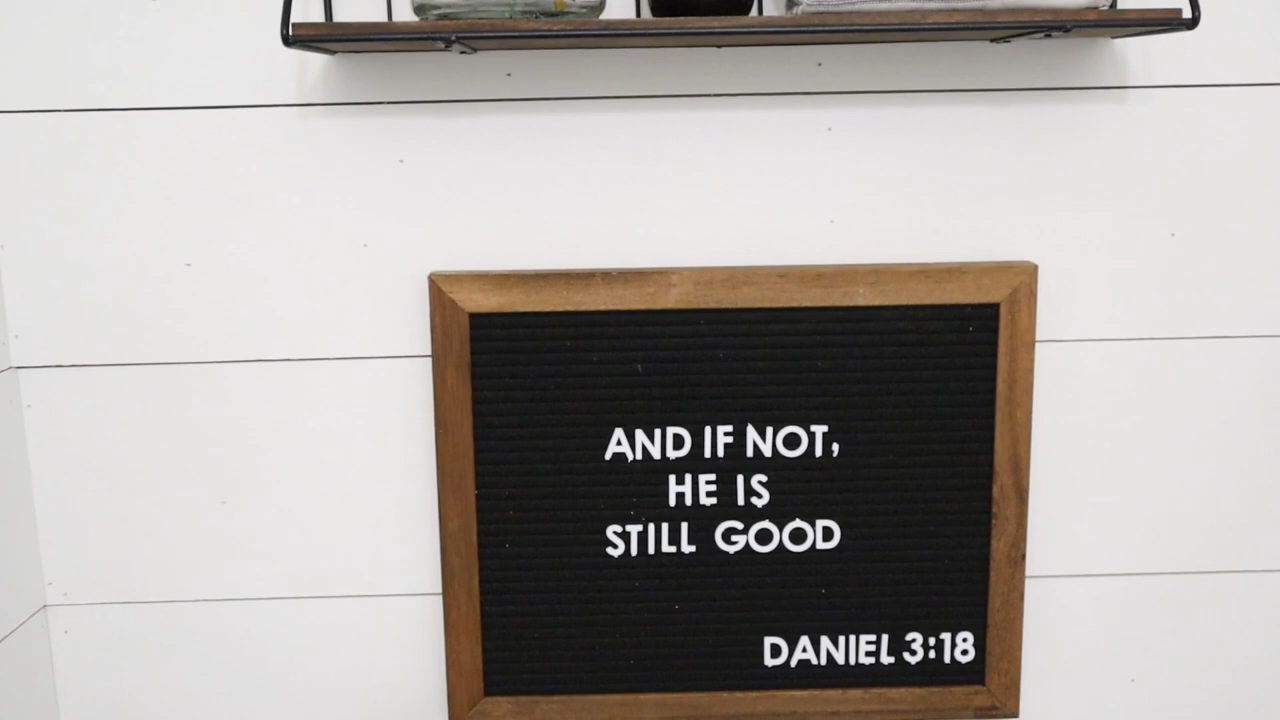 AND IF NOT,
HE IS
STILL GOOD
DANIEL 3:18